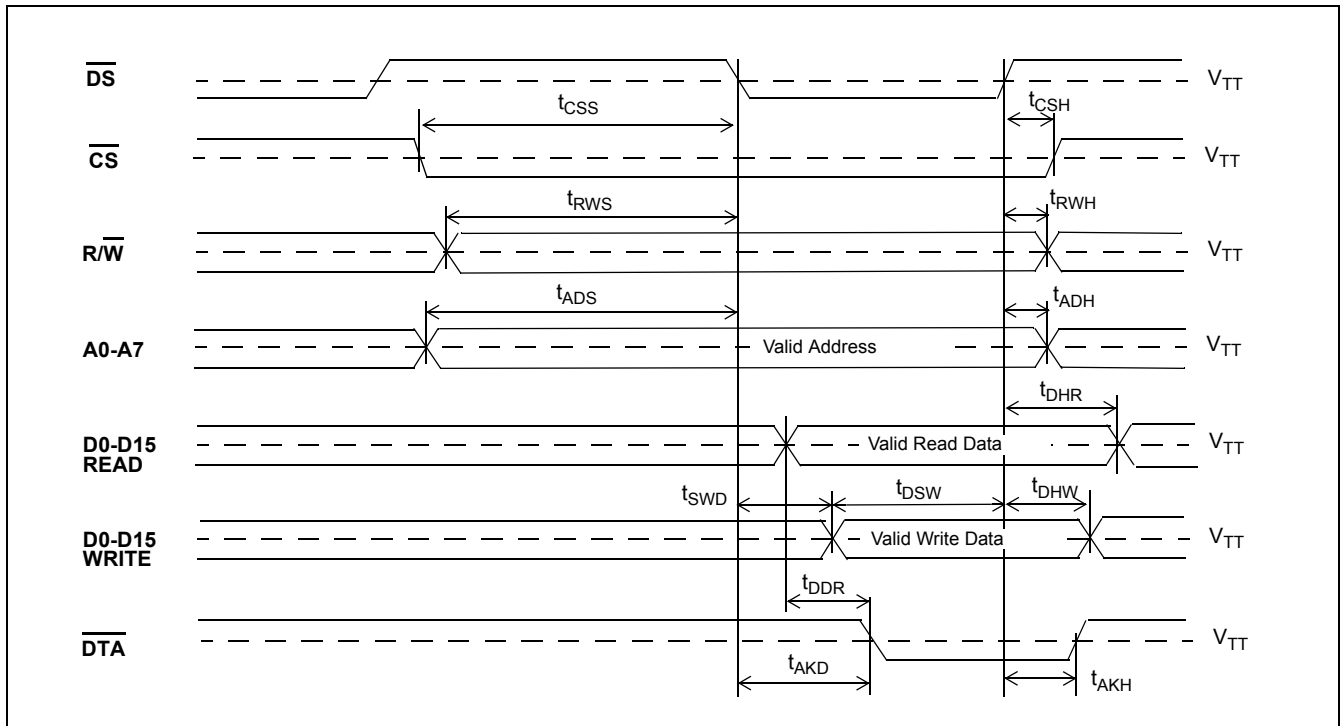 DS VTT
tCSS tCSH
CS VTT
tRWS tRWH
R/W VTT
tADS tADH
A0-A7 Valid Address VTT
tDHR
D0-D15
READ Valid Read Data VTT
tSWD tDSW tDHW
D0-D15
WRITE Valid Write Data VTT
tDDR
DTA VTT
tAKD tAKH